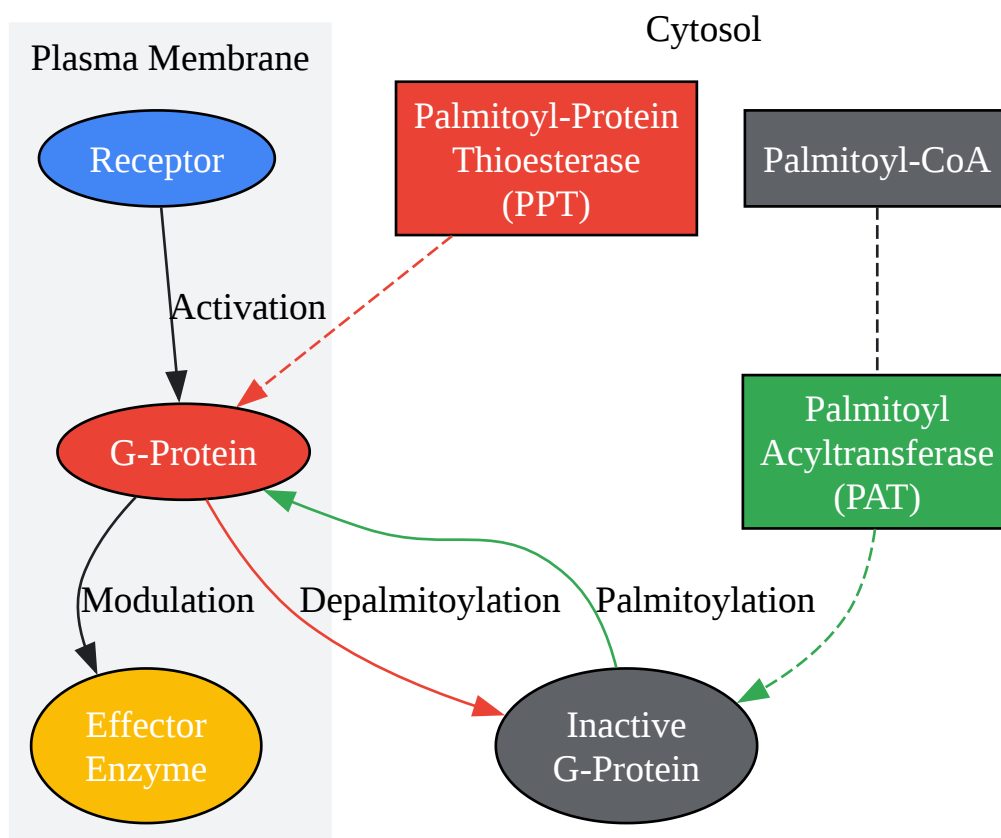 Cytosol
Plasma Membrane
Palmitoyl-Protein
Thioesterase
(PPT)
Receptor
Palmitoyl-CoA
Activation
Palmitoyl
Acyltransferase
(PAT)
G-Protein
Modulation
Depalmitoylation
Palmitoylation
Effector
Enzyme
Inactive
G-Protein